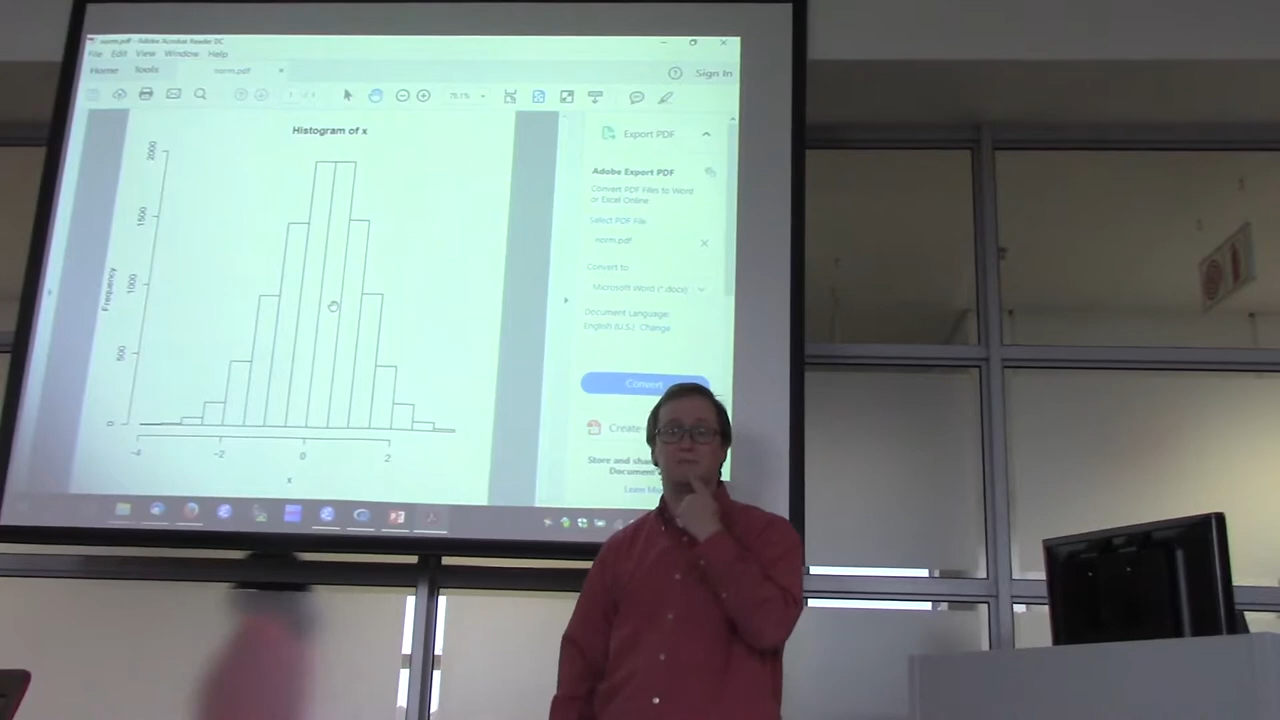 norm.pdf - Adobe Acrobat Reader DC
File Edit View Window Help
Home Tools norm.pdf × Sign In
Histogram of x
Frequency
0 500 1000 1500 2000
-4 -2 0 2
x
Export PDF
Adobe Export PDF
Convert PDF Files to Word
or Excel Online
Select PDF File
norm.pdf
Convert to
Microsoft Word (*.docx)
Document Language:
English (U.S.) Change
Convert
Create
Store and
Document
Learn